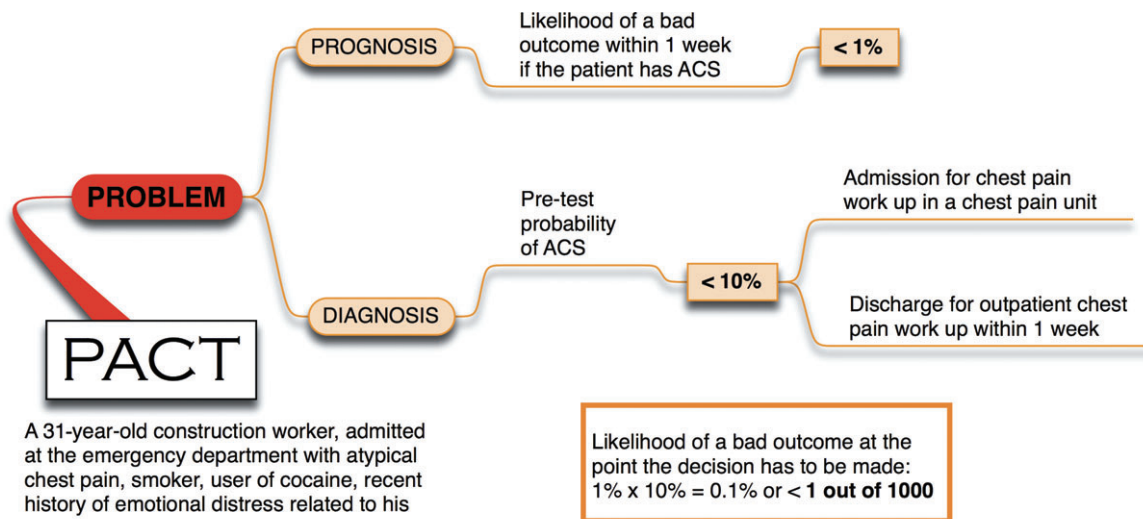 PROGNOSIS
Likelihood of a bad
outcome within 1 week
if the patient has ACS
< 1%
PROBLEM
Pre-test
probability
of ACS
Admission for chest pain
work up in a chest pain unit
< 10%
DIAGNOSIS
Discharge for outpatient chest
pain work up within 1 week
PACT
A 31-year-old construction worker, admitted
at the emergency department with atypical
chest pain, smoker, user of cocaine, recent
history of emotional distress related to his
Likelihood of a bad outcome at the
point the decision has to be made:
1% x 10% = 0.1% or < 1 out of 1000